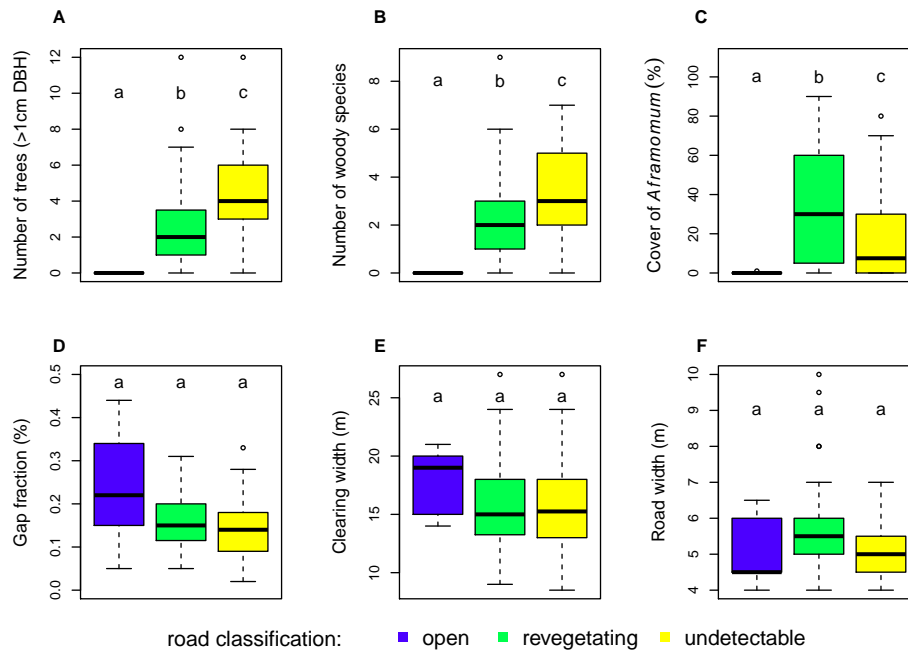 A
Number of trees (>1cm DBH)
12
10
8
6
4
2
0
a b c
B
Number of woody species
8
6
4
2
0
a b c
C
Cover of Aframomum (%)
100
80
60
40
20
0
a b c
D
Gap fraction (%)
0.5
0.4
0.3
0.2
0.1
0.0
a a a
E
Clearing width (m)
25
20
15
10
a a a
F
Road width (m)
10
9
8
7
6
5
4
a a a
road classification: open revegetating undetectable